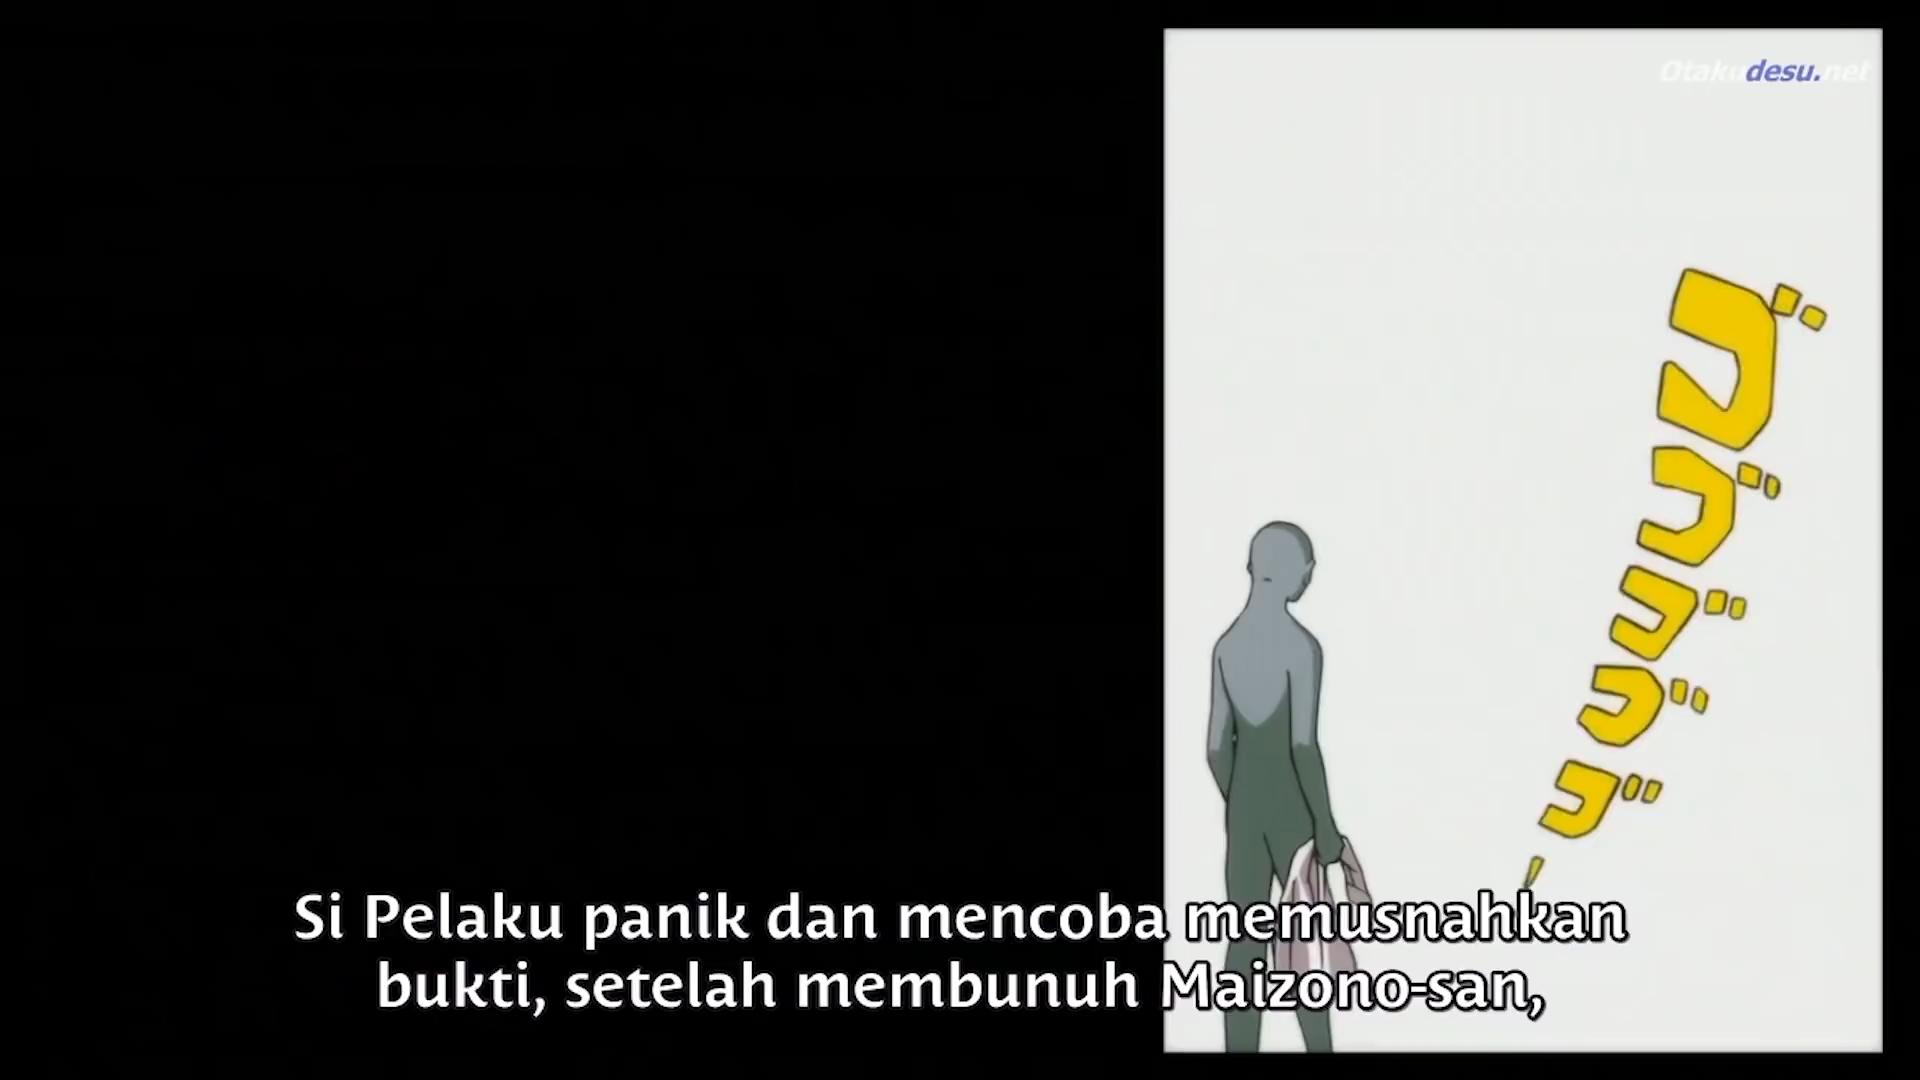 Otakudesu.net
ゴゴゴゴゴ
Si Pelaku panik dan mencoba memusnahkan
bukti, setelah membunuh Maizono-san,